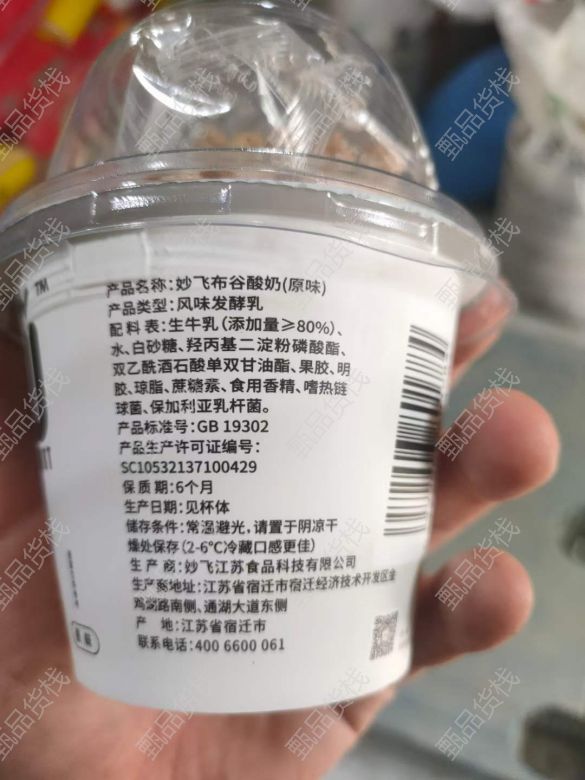 TM
产品名称:妙飞布谷酸奶(原味)
产品类型:风味发酵乳
配 料 表:生牛乳(添加量≥80%)、
水、白砂糖、羟丙基二淀粉磷酸酯、
双乙酰酒石酸单双甘油酯、果胶、明
胶、琼脂、蔗糖素、食用香精、嗜热链
球菌、保加利亚乳杆菌。
产品标准号:GB 19302
产品生产许可证编号:
SC10532137100429
保 质 期:6个月
生产日期:见杯体
储存条件:常温避光,请置于阴凉干
燥处保存(2-6℃冷藏口感更佳)
生 产 商:妙飞江苏食品科技有限公司
生产商地址:江苏省宿迁市宿迁经济技术开发区金
鸡湖路南侧、通湖大道东侧
产 地:江苏省宿迁市
联系电话:400 6600 061
甄品货栈